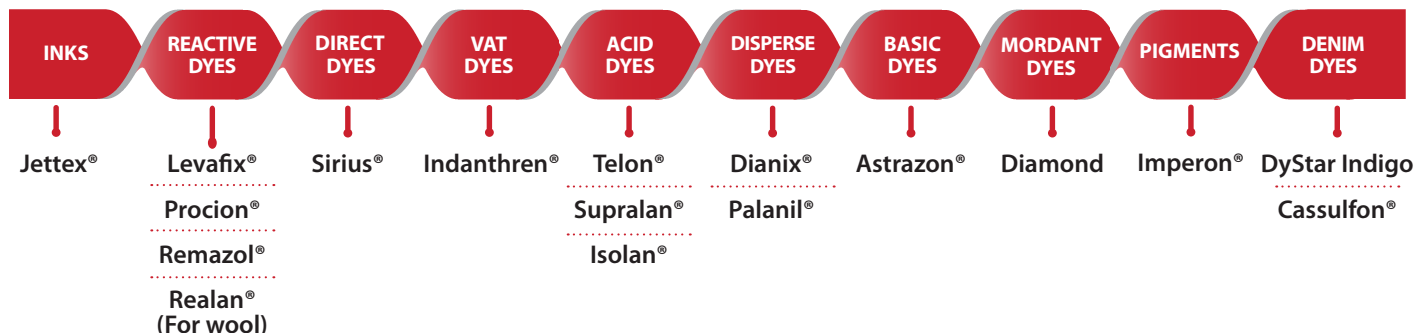 INKS
REACTIVE
DYES
DIRECT
DYES
VAT
DYES
ACID
DYES
DISPERSE
DYES
BASIC
DYES
MORDANT
DYES
PIGMENTS
DENIM
DYES
Jettex®
Levafix®
Procion®
Remazol®
Realan®
(For wool)
Sirius®
Indanthren®
Telon®
Supralan®
Isolan®
Dianix®
Palanil®
Astrazon®
Diamond
Imperon®
DyStar Indigo
Cassulfon®